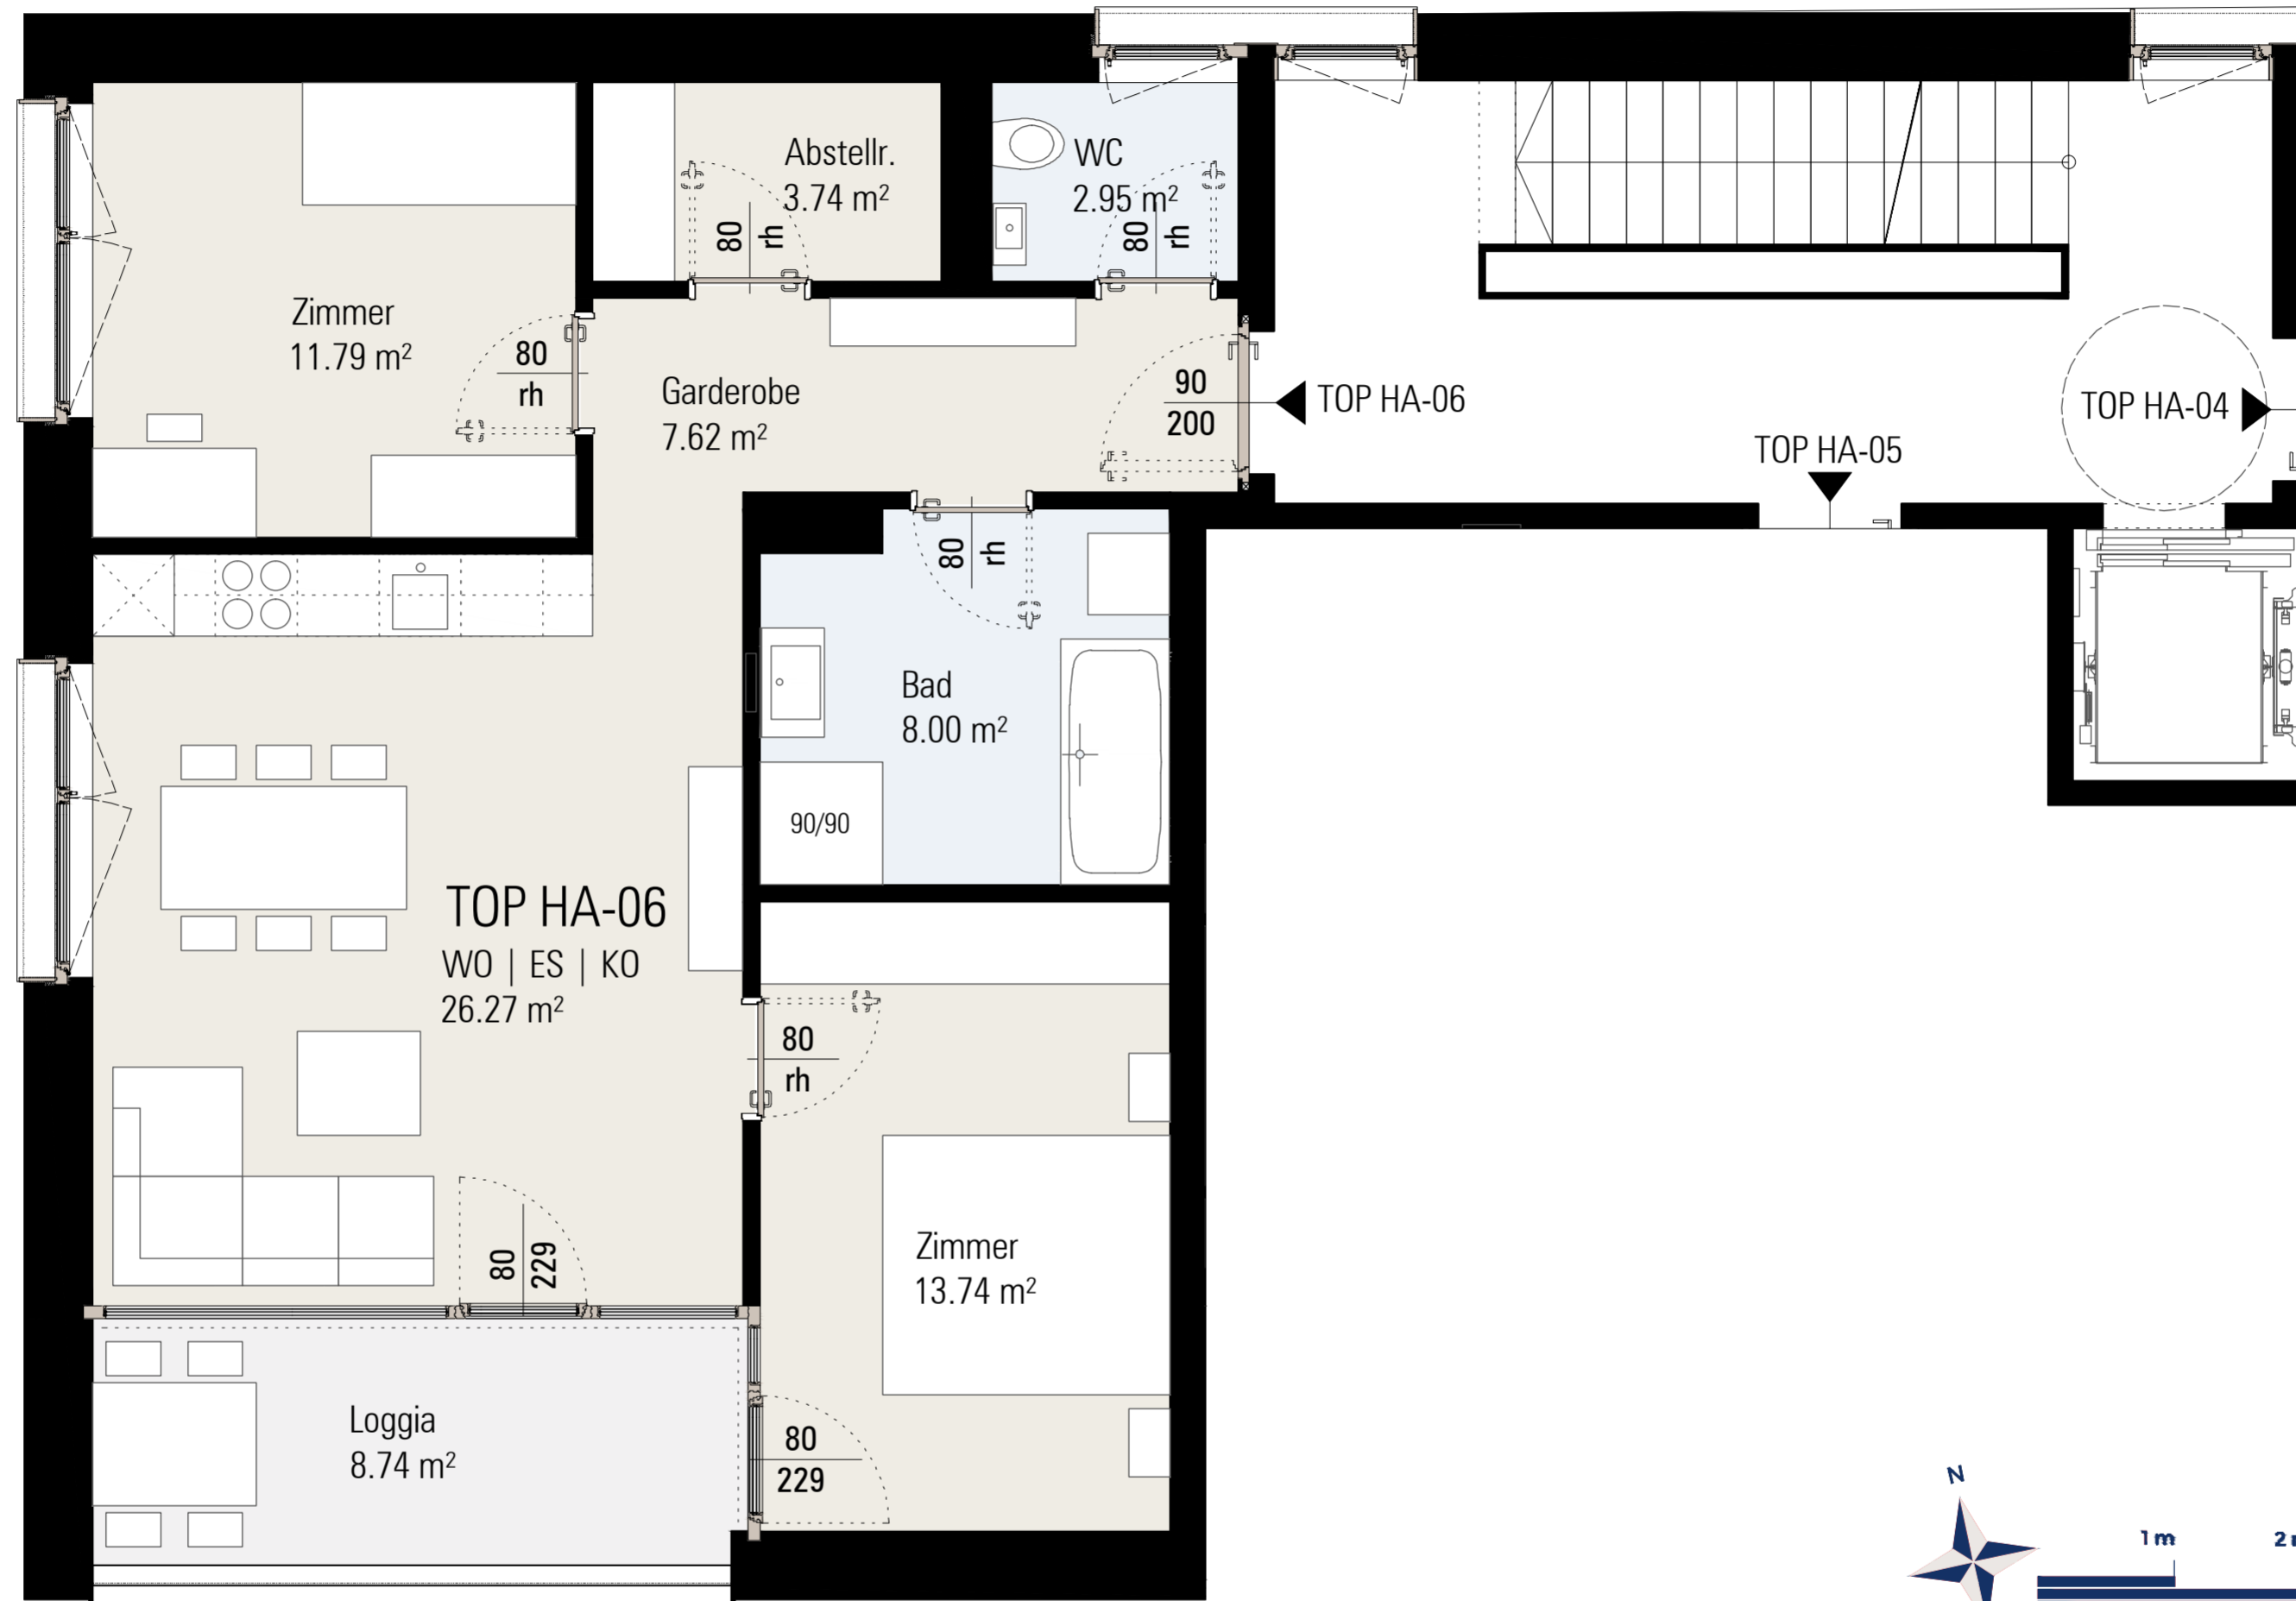 Abstellr.
3.74 m²
80
rh
WC
2.95 m²
80
rh
Zimmer
11.79 m²
80
rh
Garderobe
7.62 m²
90
200
TOP HA-06
TOP HA-04
TOP HA-05
80
rh
Bad
8.00 m²
90/90
TOP HA-06
WO | ES | KO
26.27 m²
80
rh
80
229
Zimmer
13.74 m²
Loggia
8.74 m²
80
229
N
1 m
2